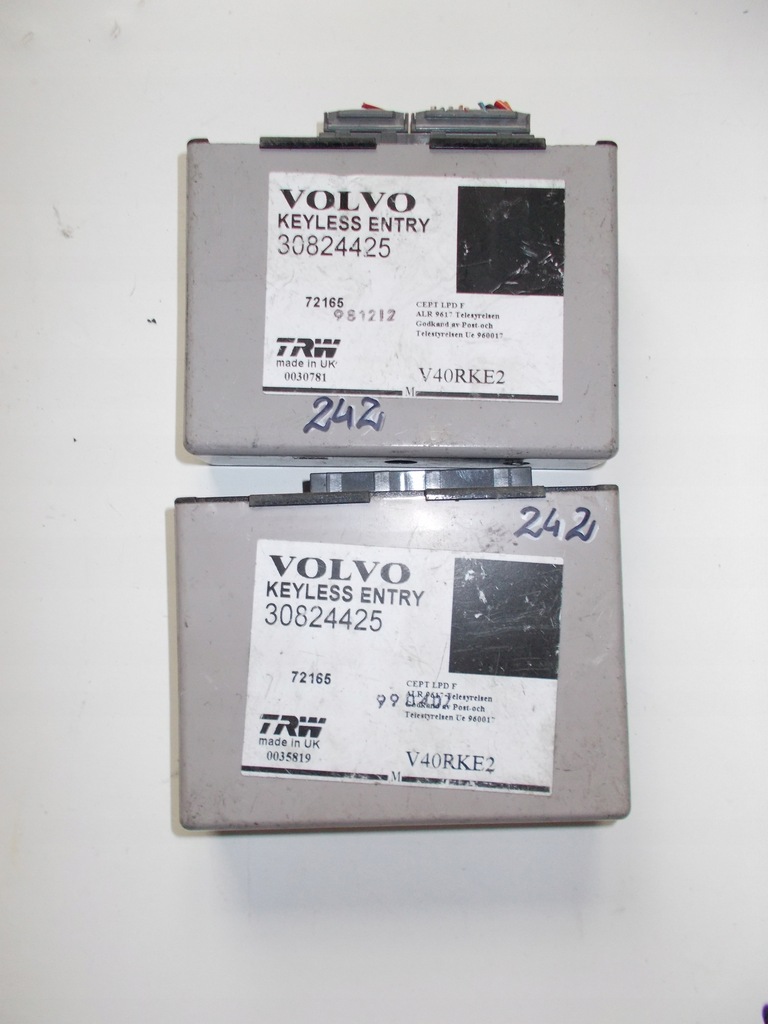 VOLVO
KEYLESS ENTRY
30824425
72165
981212
CEPT LPD F
ALR 9617 Telestyrelsen
Godkand av Post-och
Telestyrelsen Ue 960017
TRW
made in UK
0030781
V40RKE2
M
242
242
VOLVO
KEYLESS ENTRY
30824425
72165
CEPT LPD F
ALR 9617 Telestyrelsen
Godkand av Post-och
Telestyrelsen Ue 960017
TRW
made in UK
0035819
V40RKE2
M